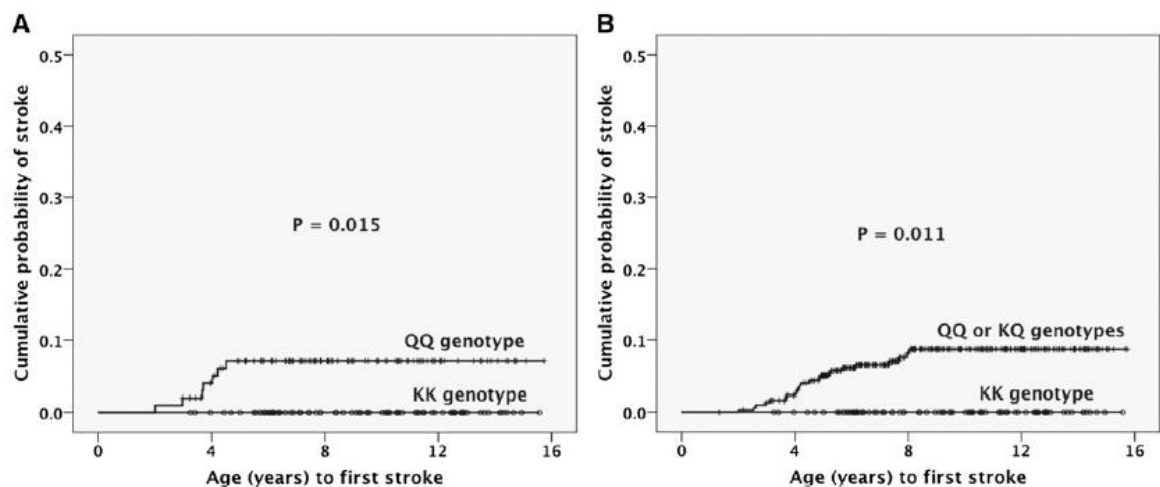 A
Cumulative probability of stroke
0.5
0.4
0.3
0.2
0.1
0.0
P = 0.015
QQ genotype
KK genotype
0 4 8 12 16
Age (years) to first stroke
B
Cumulative probability of stroke
0.5
0.4
0.3
0.2
0.1
0.0
P = 0.011
QQ or KQ genotypes
KK genotype
0 4 8 12 16
Age (years) to first stroke